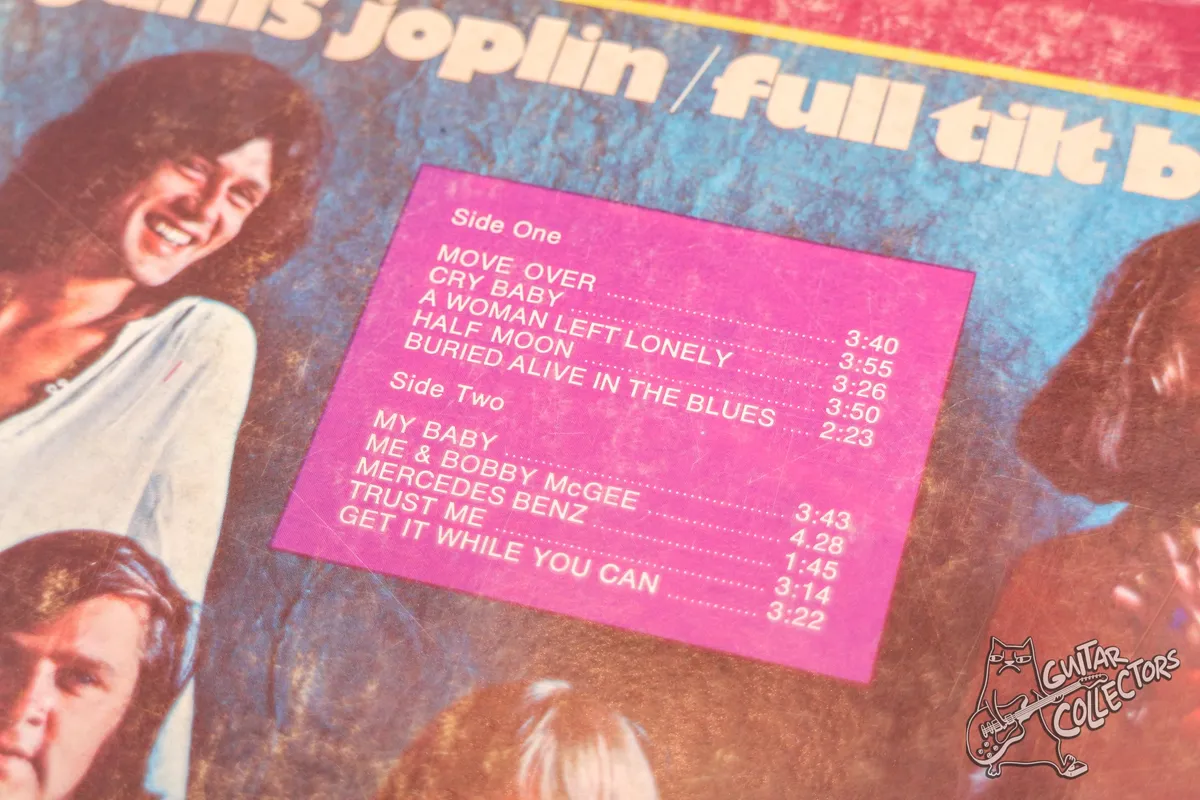 janis joplin / full tilt b
Side One
MOVE OVER 3:40
CRY BABY 3:55
A WOMAN LEFT LONELY 3:26
HALF MOON 3:50
BURIED ALIVE IN THE BLUES 2:23
Side Two
MY BABY 3:43
ME & BOBBY McGEE 4.28
MERCEDES BENZ 1:45
TRUST ME 3:14
GET IT WHILE YOU CAN 3:22
GUITAR
COLLECTORS